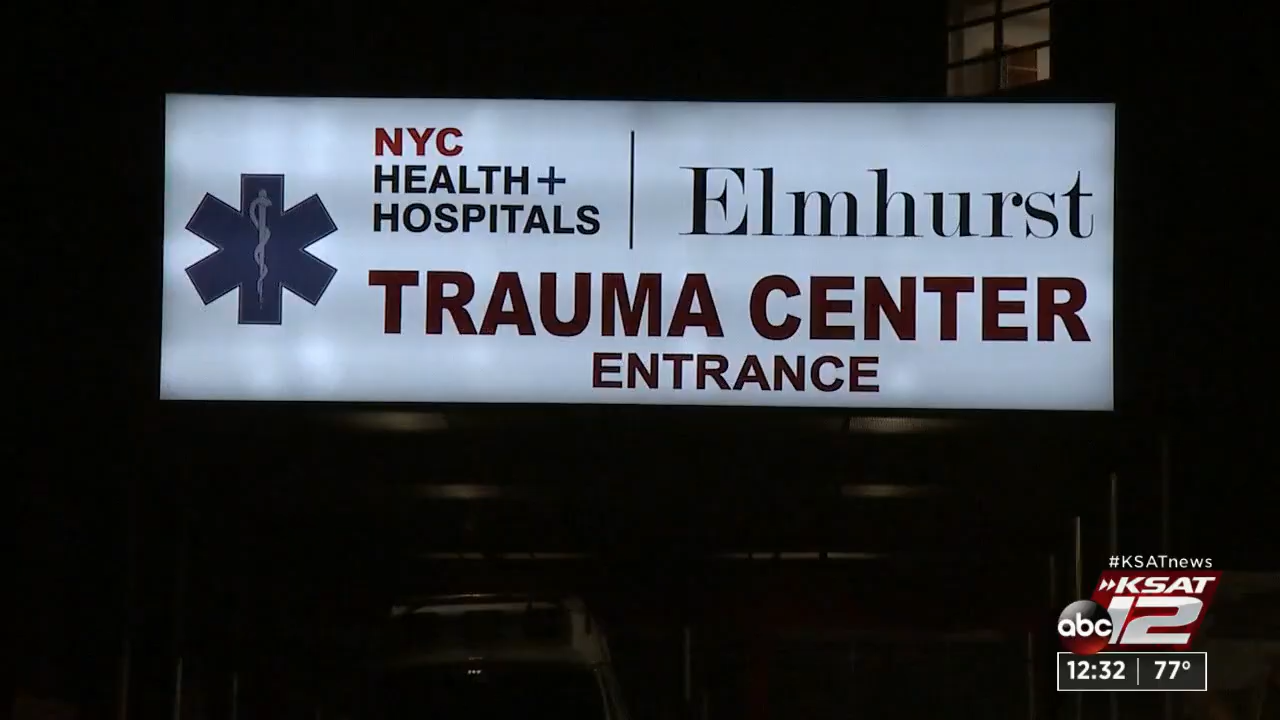 NYC
HEALTH+
HOSPITALS
Elmhurst
TRAUMA CENTER
ENTRANCE
#KSATnews
KSAT
abc 12
12:32 77°